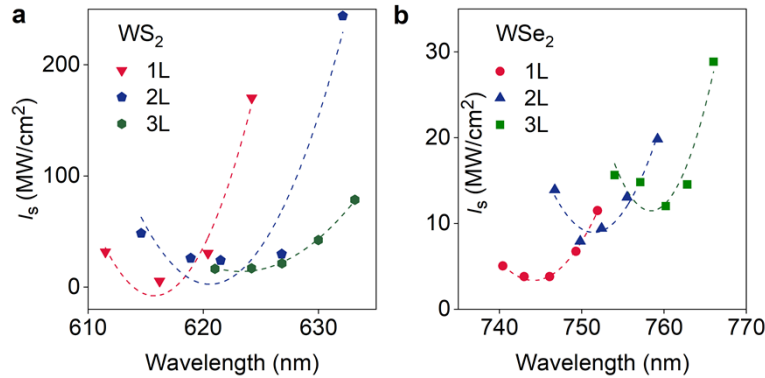 a
WS₂
1L
2L
3L
200
100
0
Iₛ (MW/cm²)
610
620
630
Wavelength (nm)
b
WSe₂
1L
2L
3L
30
20
10
0
Iₛ (MW/cm²)
740
750
760
770
Wavelength (nm)